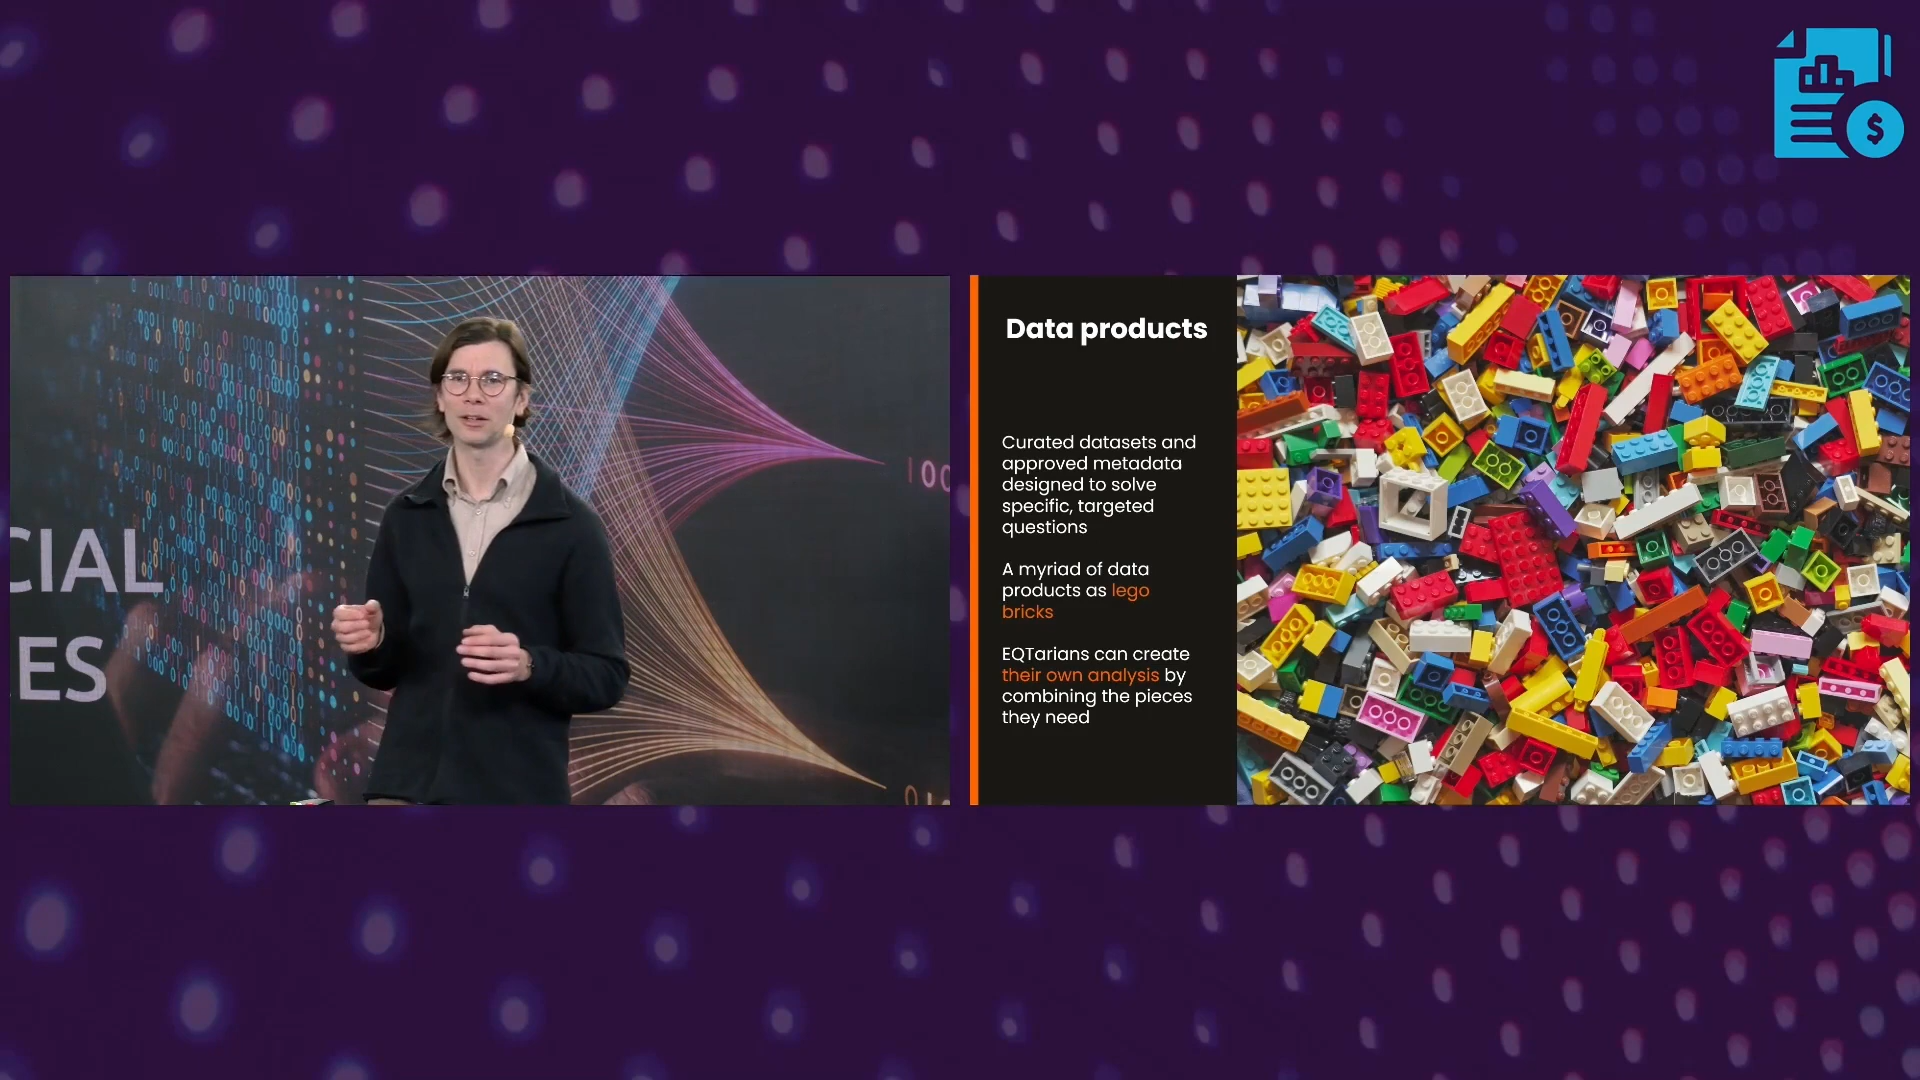 CIAL
ES
100
$
Data products
Curated datasets and
approved metadata
designed to solve
specific, targeted
questions
A myriad of data
products as lego
bricks
EQTarians can create
their own analysis by
combining the pieces
they need